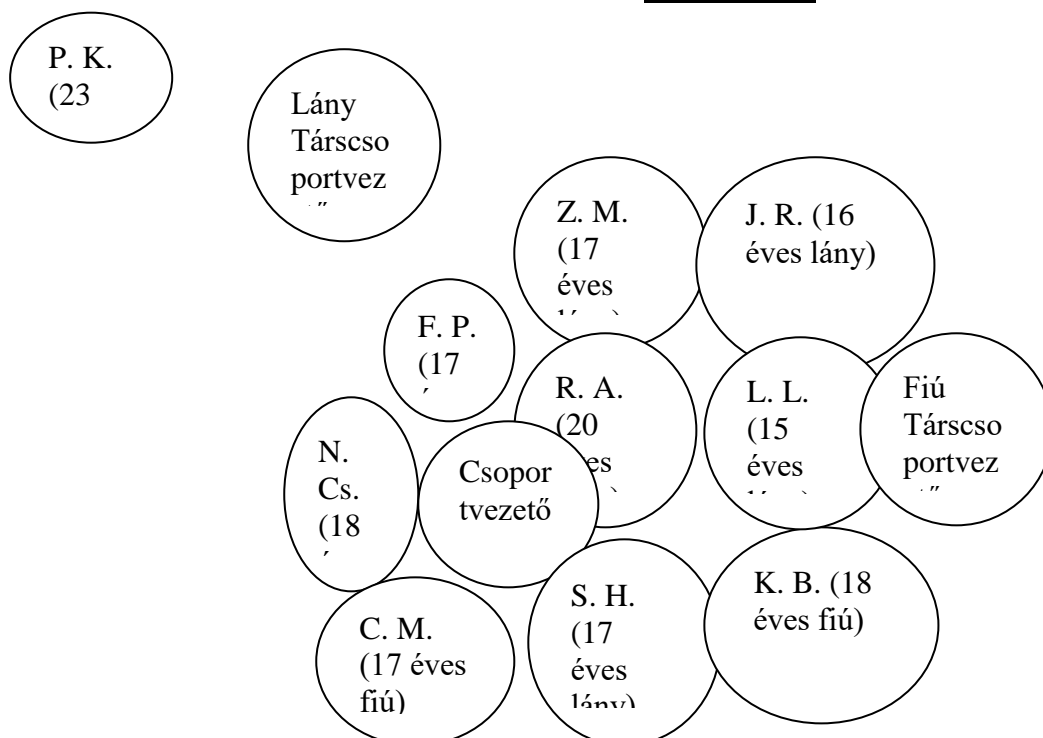 P. K.
(23
Lány
Társcso
portvez
Z. M.
(17
éves
J. R. (16
éves lány)
F. P.
(17
R. A.
(20
L. L.
(15
éves
Fiú
Társcso
portvez
N.
Cs.
(18
Csopor
tvezető
C. M.
(17 éves
fiú)
S. H.
(17
éves
lány)
K. B. (18
éves fiú)